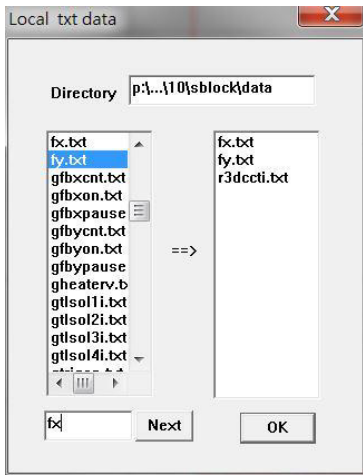 Local txt data
X
Directory
p:\...\10\sblock\data
fx.txt
fy.txt
gfbxcnt.txt
gfbxon.txt
gfbxpause
gfbycnt.txt
gfbyon.txt
gfbypause
gheaterv.t
gtlsol1i.txt
gtlsol2i.txt
gtlsol3i.txt
gtlsol4i.txt
==>
fx.txt
fy.txt
r3dccti.txt
fx
Next
OK